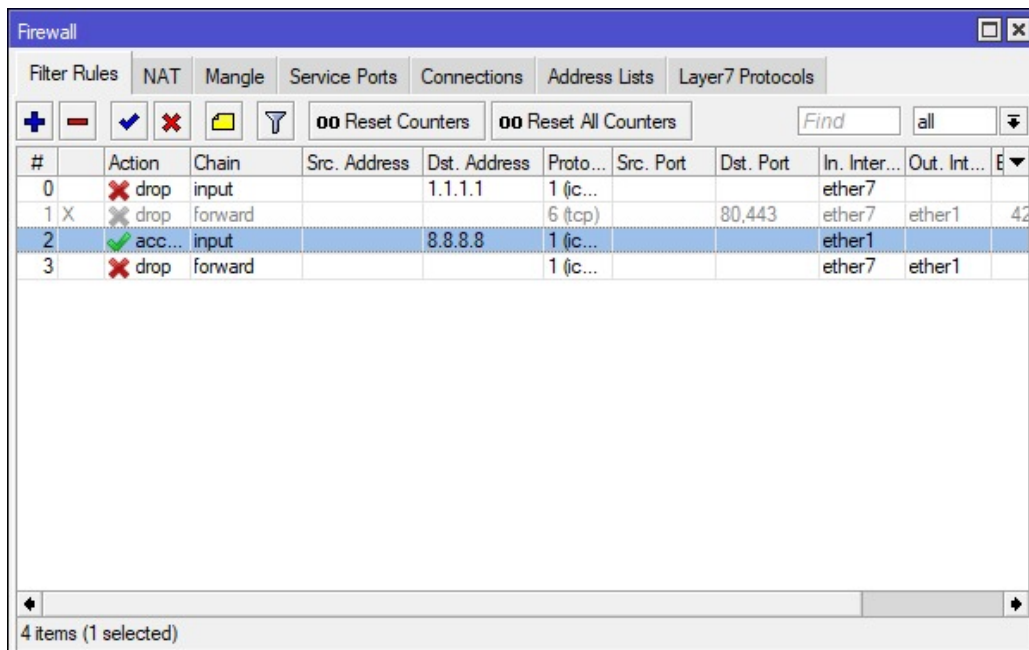 Firewall
Filter Rules NAT Mangle Service Ports Connections Address Lists Layer7 Protocols
00 Reset Counters 00 Reset All Counters Find all
# Action Chain Src. Address Dst. Address Proto... Src. Port Dst. Port In. Inter... Out. Int...
0 drop input 1.1.1.1 1 (ic... ether7
1 X drop forward 6 (tcp) 80,443 ether7 ether1 42
2 acc... input 8.8.8.8 1 (ic... ether1
3 drop forward 1 (ic... ether7 ether1
4 items (1 selected)